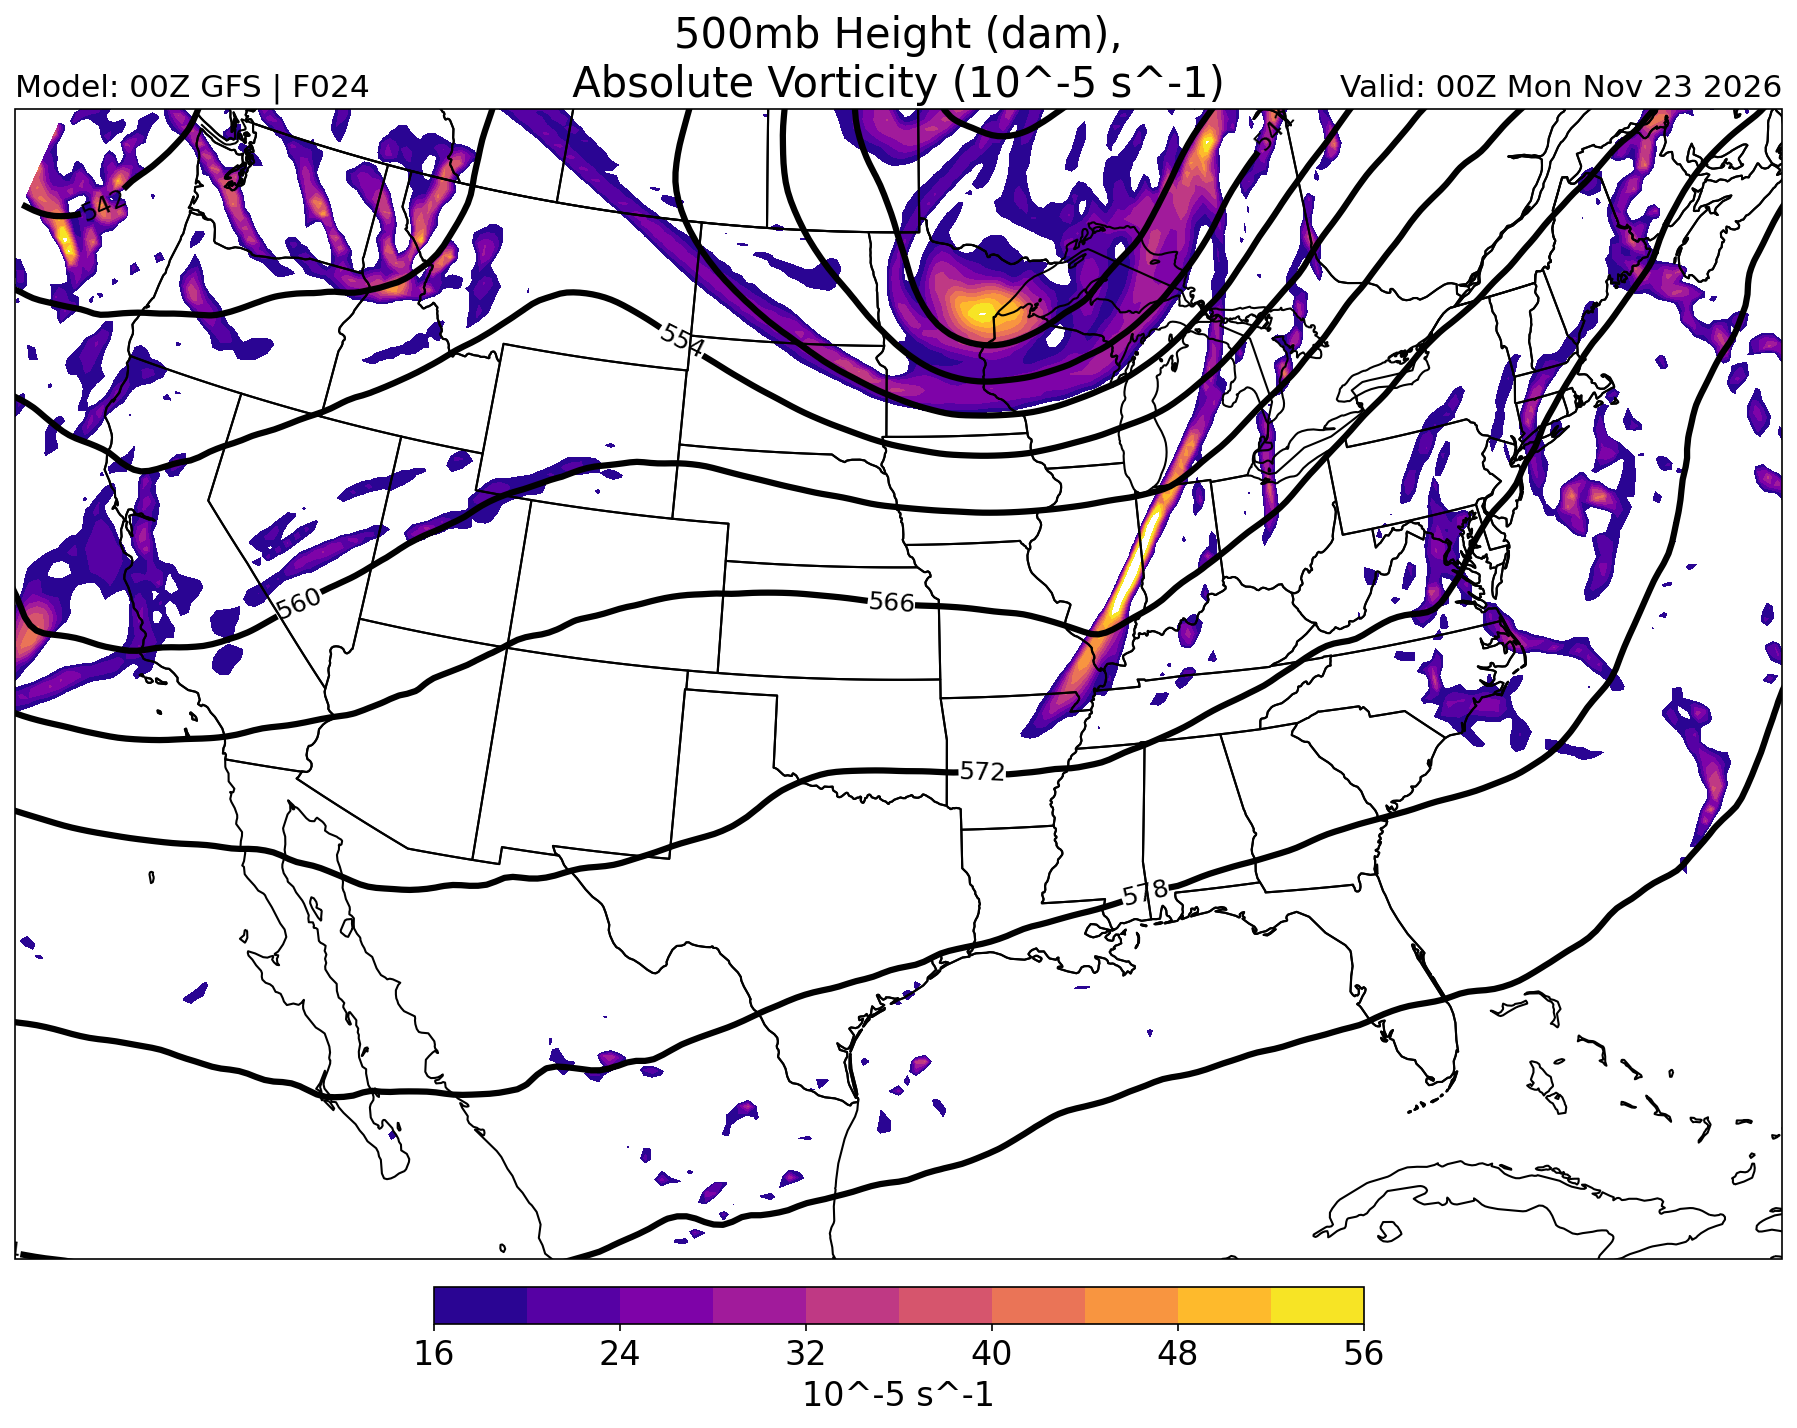 500mb Height (dam),
Absolute Vorticity (10^-5 s^-1)
Model: 00Z GFS | F024
Valid: 00Z Mon Nov 23 2026
542
554
560
566
572
578
16 24 32 40 48 56
10^-5 s^-1